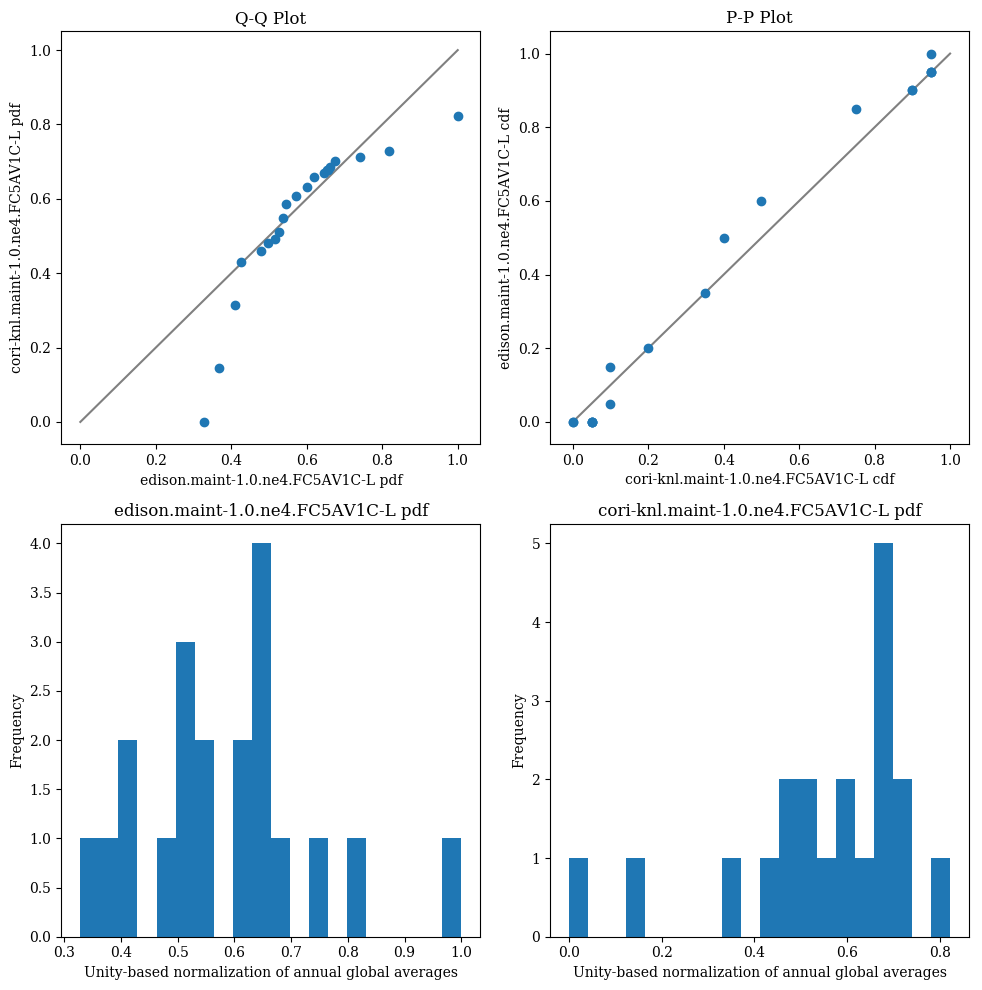 Q-Q Plot
1.0
0.8
0.6
0.4
0.2
0.0
0.0 0.2 0.4 0.6 0.8 1.0
cori-knl.maint-1.0.ne4.FC5AV1C-L pdf
edison.maint-1.0.ne4.FC5AV1C-L pdf
P-P Plot
1.0
0.8
0.6
0.4
0.2
0.0
0.0 0.2 0.4 0.6 0.8 1.0
edison.maint-1.0.ne4.FC5AV1C-L cdf
cori-knl.maint-1.0.ne4.FC5AV1C-L cdf
edison.maint-1.0.ne4.FC5AV1C-L pdf
4.0
3.5
3.0
2.5
2.0
1.5
1.0
0.5
0.0
0.3 0.4 0.5 0.6 0.7 0.8 0.9 1.0
Frequency
Unity-based normalization of annual global averages
cori-knl.maint-1.0.ne4.FC5AV1C-L pdf
5
4
3
2
1
0
0.0 0.2 0.4 0.6 0.8
Frequency
Unity-based normalization of annual global averages